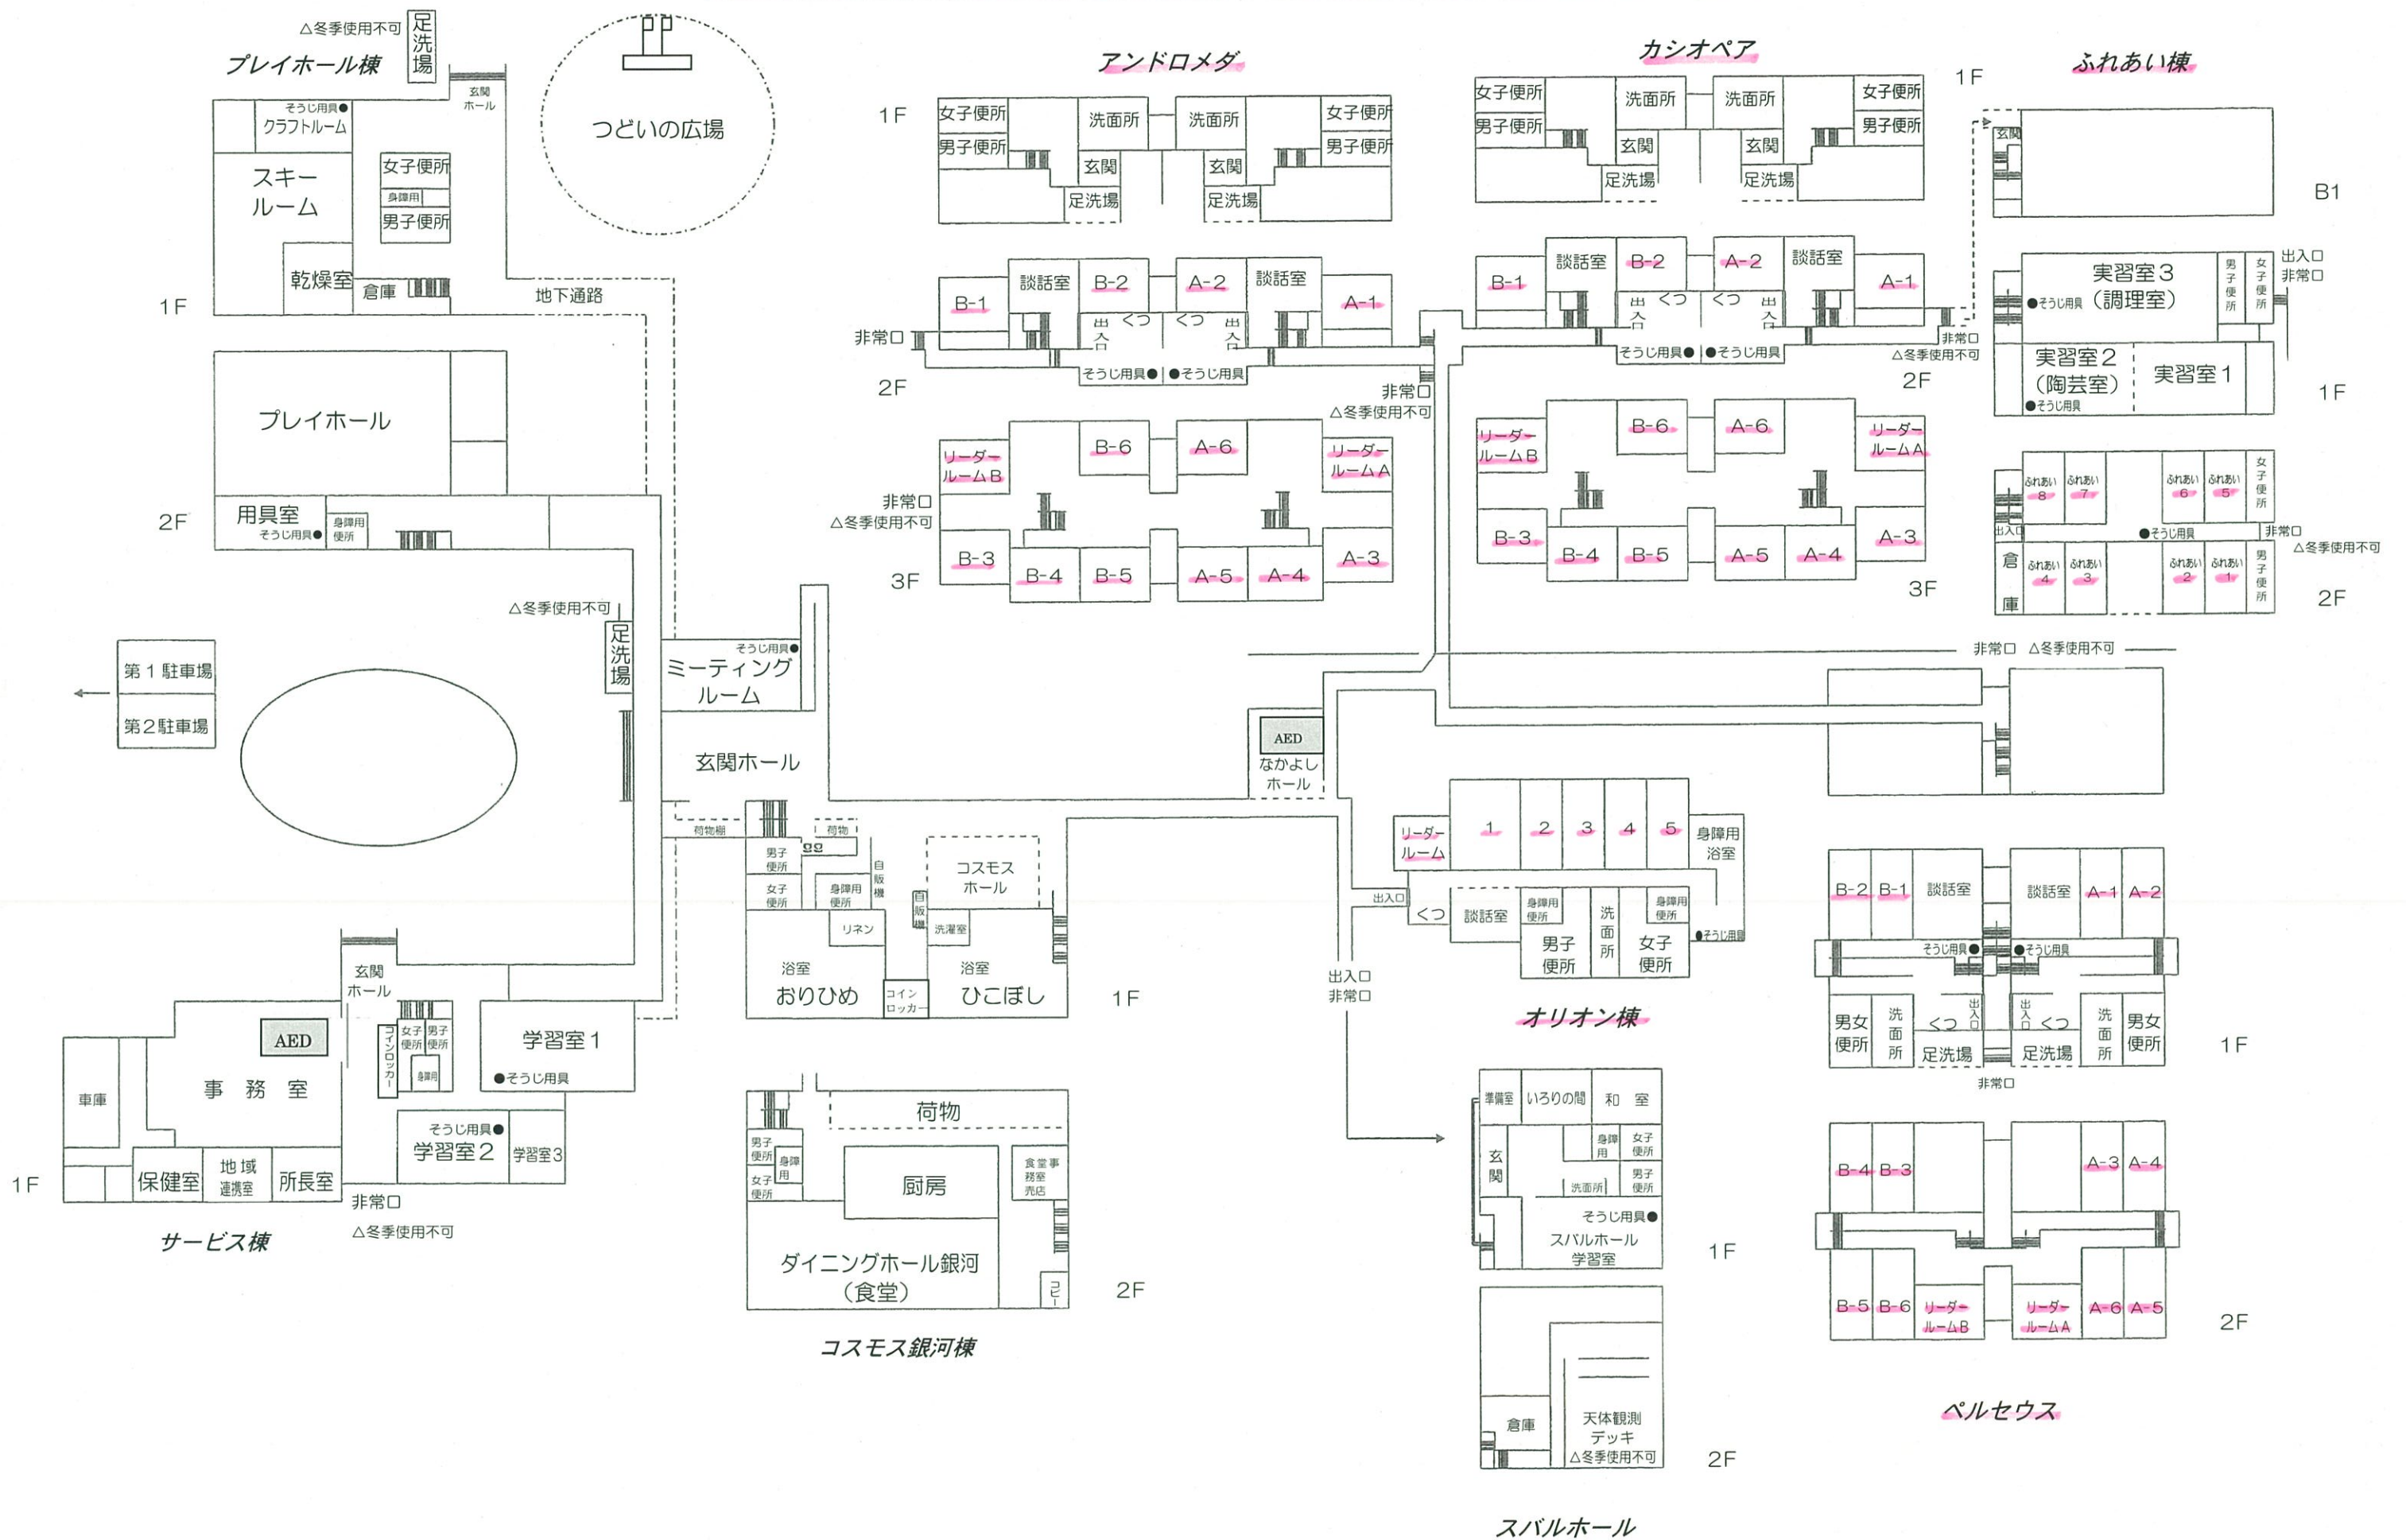 △冬季使用不可
足洗場
プレイホール棟
玄関
ホール
そうじ用具●
クラフトルーム
スキー
ルーム
女子便所
身障用
男子便所
乾燥室
倉庫
1F
地下通路
つどいの広場
プレイホール
2F
用具室
そうじ用具●
身障用
便所
アンドロメダ
1F
女子便所
男子便所
洗面所
洗面所
女子便所
男子便所
玄関
玄関
足洗場
足洗場
B-1
談話室
B-2
A-2
談話室
A-1
出入口
くつ
くつ
出入口
非常口
そうじ用具●
●そうじ用具
2F
非常口
△冬季使用不可
リーダー
ルームB
B-6
A-6
リーダー
ルームA
非常口
△冬季使用不可
B-3
B-4
B-5
A-5
A-4
A-3
3F
カシオペア
1F
女子便所
男子便所
洗面所
洗面所
女子便所
男子便所
玄関
玄関
足洗場
足洗場
B-1
談話室
B-2
A-2
談話室
A-1
出入口
くつ
くつ
出入口
そうじ用具●
●そうじ用具
非常口
△冬季使用不可
2F
リーダー
ルームB
B-6
A-6
リーダー
ルームA
B-3
B-4
B-5
A-5
A-4
A-3
3F
ふれあい棟
玄関
B1
実習室3
(調理室)
●そうじ用具
男子便所
女子便所
出入口
非常口
実習室2
(陶芸室)
●そうじ用具
実習室1
1F
ふれあい
8
ふれあい
7
ふれあい
6
ふれあい
5
女子便所
出入口
●そうじ用具
非常口
△冬季使用不可
倉庫
ふれあい
4
ふれあい
3
ふれあい
2
ふれあい
1
男子便所
2F
△冬季使用不可
足洗場
第1駐車場
第2駐車場
そうじ用具●
ミーティング
ルーム
玄関ホール
荷物棚
荷物
男子
便所
女子
便所
身障用
便所
自販機
自販機
コスモス
ホール
リネン
洗濯室
浴室
おりひめ
コイン
ロッカー
浴室
ひこぼし
1F
AED
なかよし
ホール
非常口 △冬季使用不可
リーダー
ルーム
1
2
3
4
5
身障用
浴室
出入口
くつ
談話室
身障用
便所
男子
便所
洗面所
身障用
便所
女子
便所
●そうじ用具
オリオン棟
出入口
非常口
B-2
B-1
談話室
談話室
A-1
A-2
そうじ用具●
●そうじ用具
男女
便所
洗面所
くつ
出入口
出入口
くつ
足洗場
足洗場
洗面所
男女
便所
非常口
1F
B-4
B-3
A-3
A-4
B-5
B-6
リーダー
ルームB
リーダー
ルームA
A-6
A-5
2F
ペルセウス
玄関
ホール
AED
事務室
車庫
コインロッカー
女子
便所
男子
便所
身障用
学習室1
●そうじ用具
そうじ用具●
学習室2
学習室3
保健室
地域
連携室
所長室
1F
非常口
△冬季使用不可
サービス棟
荷物
男子
便所
身障用
女子
便所
厨房
食堂事
務室
売店
ダイニングホール銀河
(食堂)
コピー
2F
コスモス銀河棟
準備室
いろりの間
和室
玄関
身障用
女子
便所
男子
便所
洗面所
そうじ用具●
スバルホール
学習室
1F
倉庫
天体観測
デッキ
△冬季使用不可
2F
スバルホール